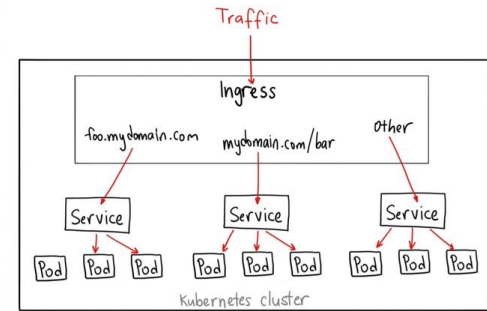 Traffic
Ingress
foo.mydomain.com
mydomain.com/bar
Other
Service
Service
Service
Pod
Pod
Pod
Pod
Pod
Pod
Pod
Pod
Pod
Kubernetes cluster